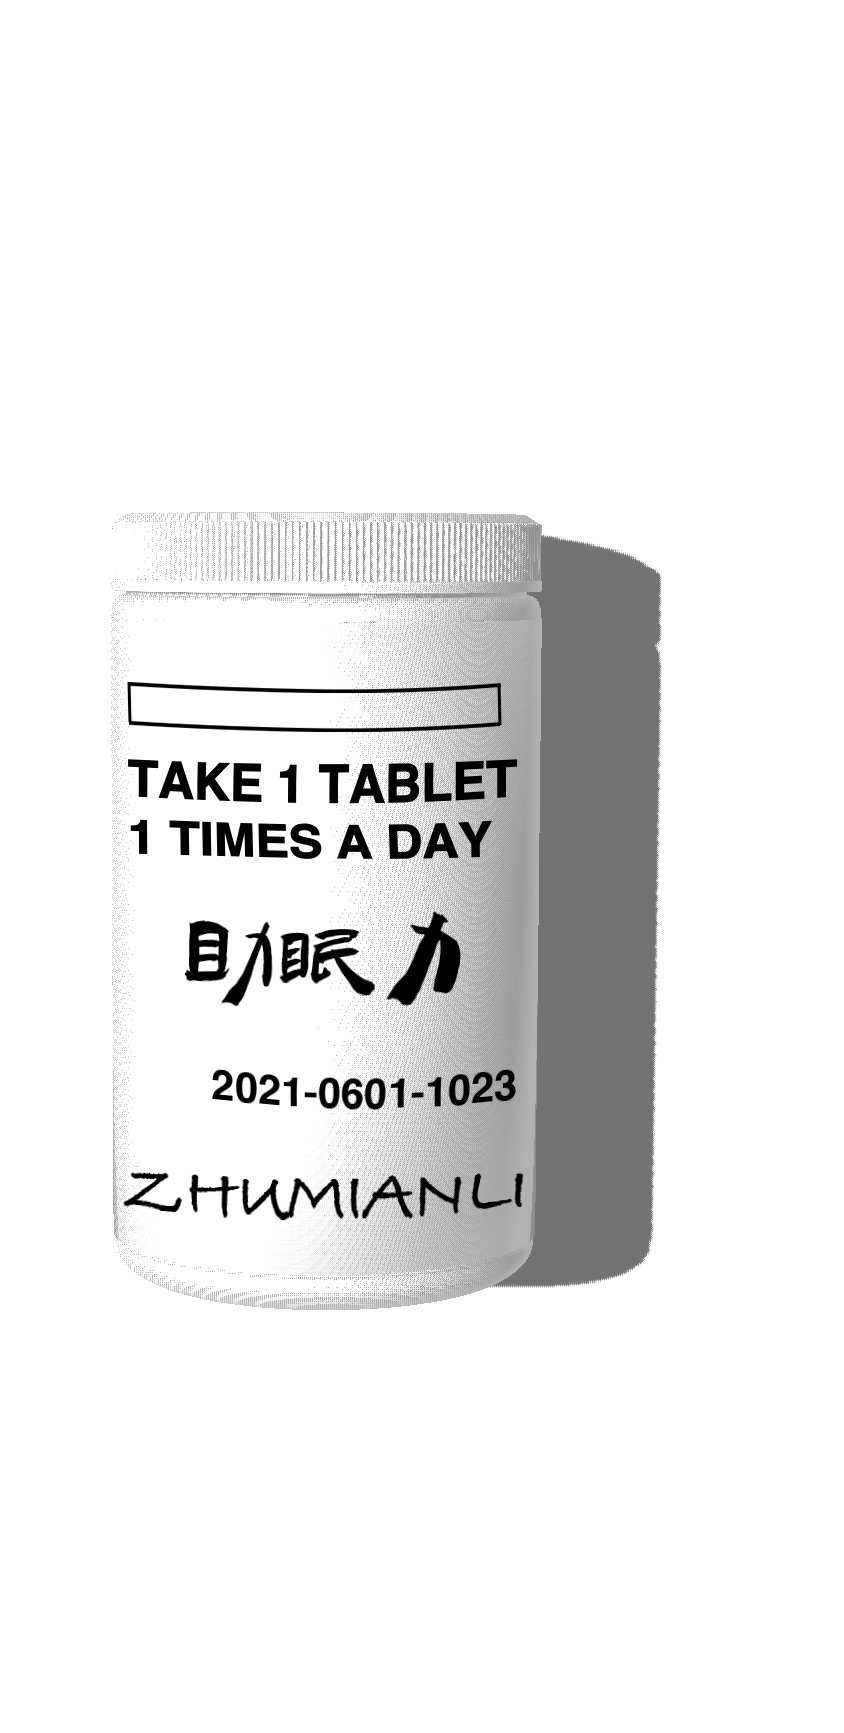 TAKE 1 TABLET
1 TIMES A DAY
助眠力
2021-0601-1023
ZHUMIANLI